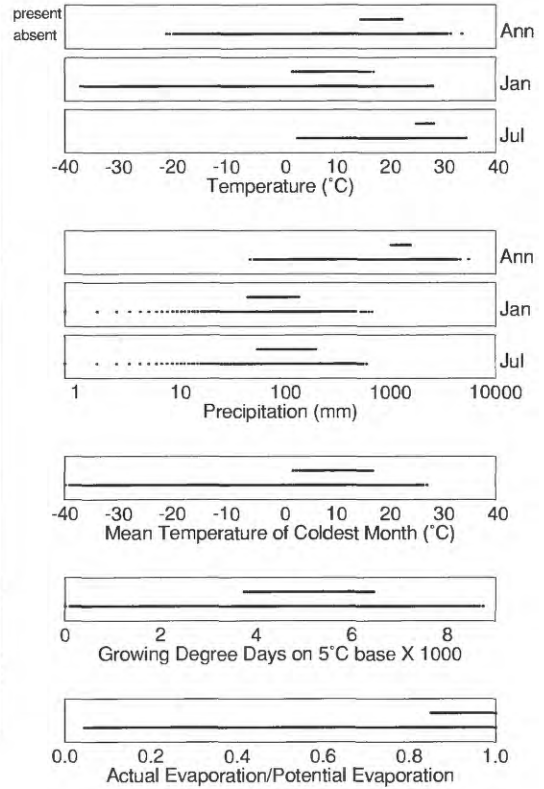 present
absent
Ann
Jan
Jul
-40 -30 -20 -10 0 10 20 30 40
Temperature (˚C)
Ann
Jan
Jul
1 10 100 1000 10000
Precipitation (mm)
-40 -30 -20 -10 0 10 20 30 40
Mean Temperature of Coldest Month (˚C)
0 2 4 6 8
Growing Degree Days on 5˚C base X 1000
0.0 0.2 0.4 0.6 0.8 1.0
Actual Evaporation/Potential Evaporation